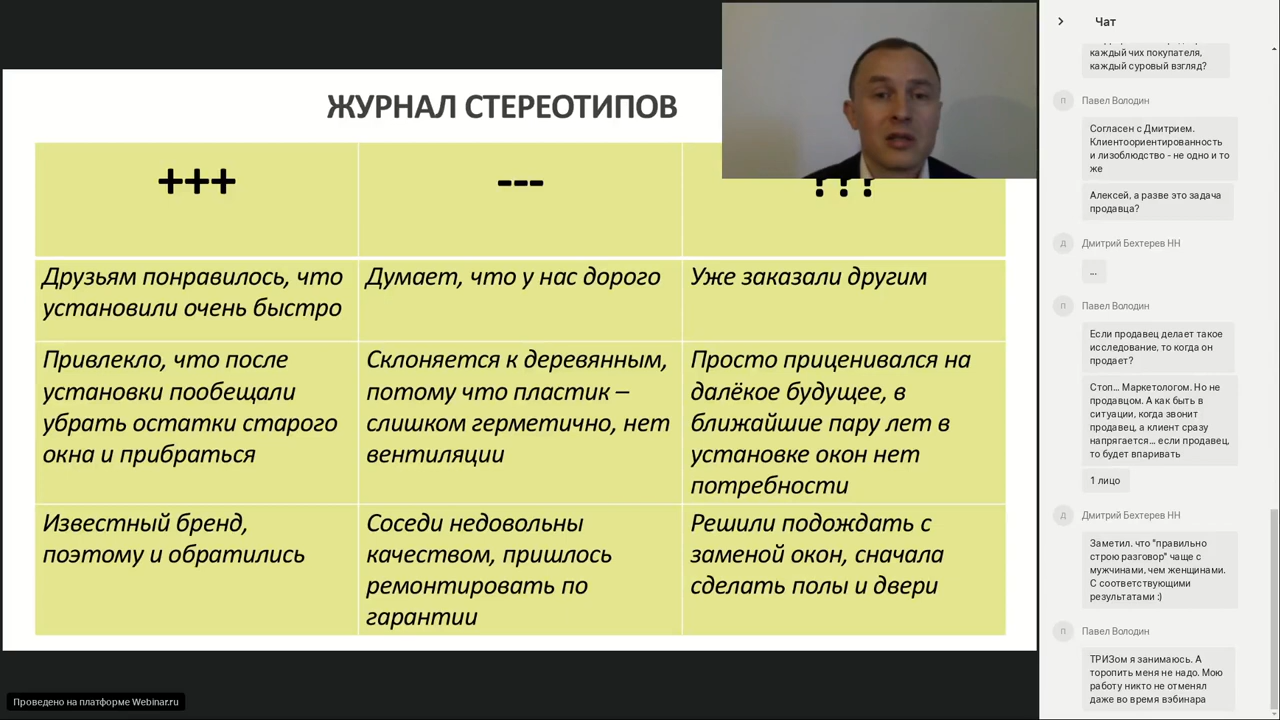 ЖУРНАЛ СТЕРЕОТИПОВ
+++
---
Друзьям понравилось, что
установили очень быстро
Думает, что у нас дорого
Уже заказали другим
Привлекло, что после
установки пообещали
убрать остатки старого
окна и прибраться
Склоняется к деревянным,
потому что пластик –
слишком герметично, нет
вентиляции
Просто приценивался на
далёкое будущее, в
ближайшие пару лет в
установке окон нет
потребности
Известный бренд,
поэтому и обратились
Соседи недовольны
качеством, пришлось
ремонтировать по
гарантии
Решили подождать с
заменой окон, сначала
сделать полы и двери
Проведено на платформе Webinar.ru
Чат
каждый чих покупателя,
каждый суровый взгляд?
П
Павел Володин
Согласен с Дмитрием.
Клиентоориентированность
и лизоблюдство - не одно и то
же
Алексей, а разве это задача
продавца?
Д
Дмитрий Бехтерев НН
...
П
Павел Володин
Если продавец делает такое
исследование, то когда он
продает?
Стоп... Маркетологом. Но не
продавцом. А как быть в
ситуации, когда звонит
продавец, а клиент сразу
напрягается... если продавец,
то будет впаривать
1 лицо
Д
Дмитрий Бехтерев НН
Заметил. что "правильно
строю разговор" чаще с
мужчинами, чем женщинами.
С соответствующими
результатами :)
П
Павел Володин
ТРИЗом я занимаюсь. А
торопить меня не надо. Мою
работу никто не отменял
даже во время вэбинара